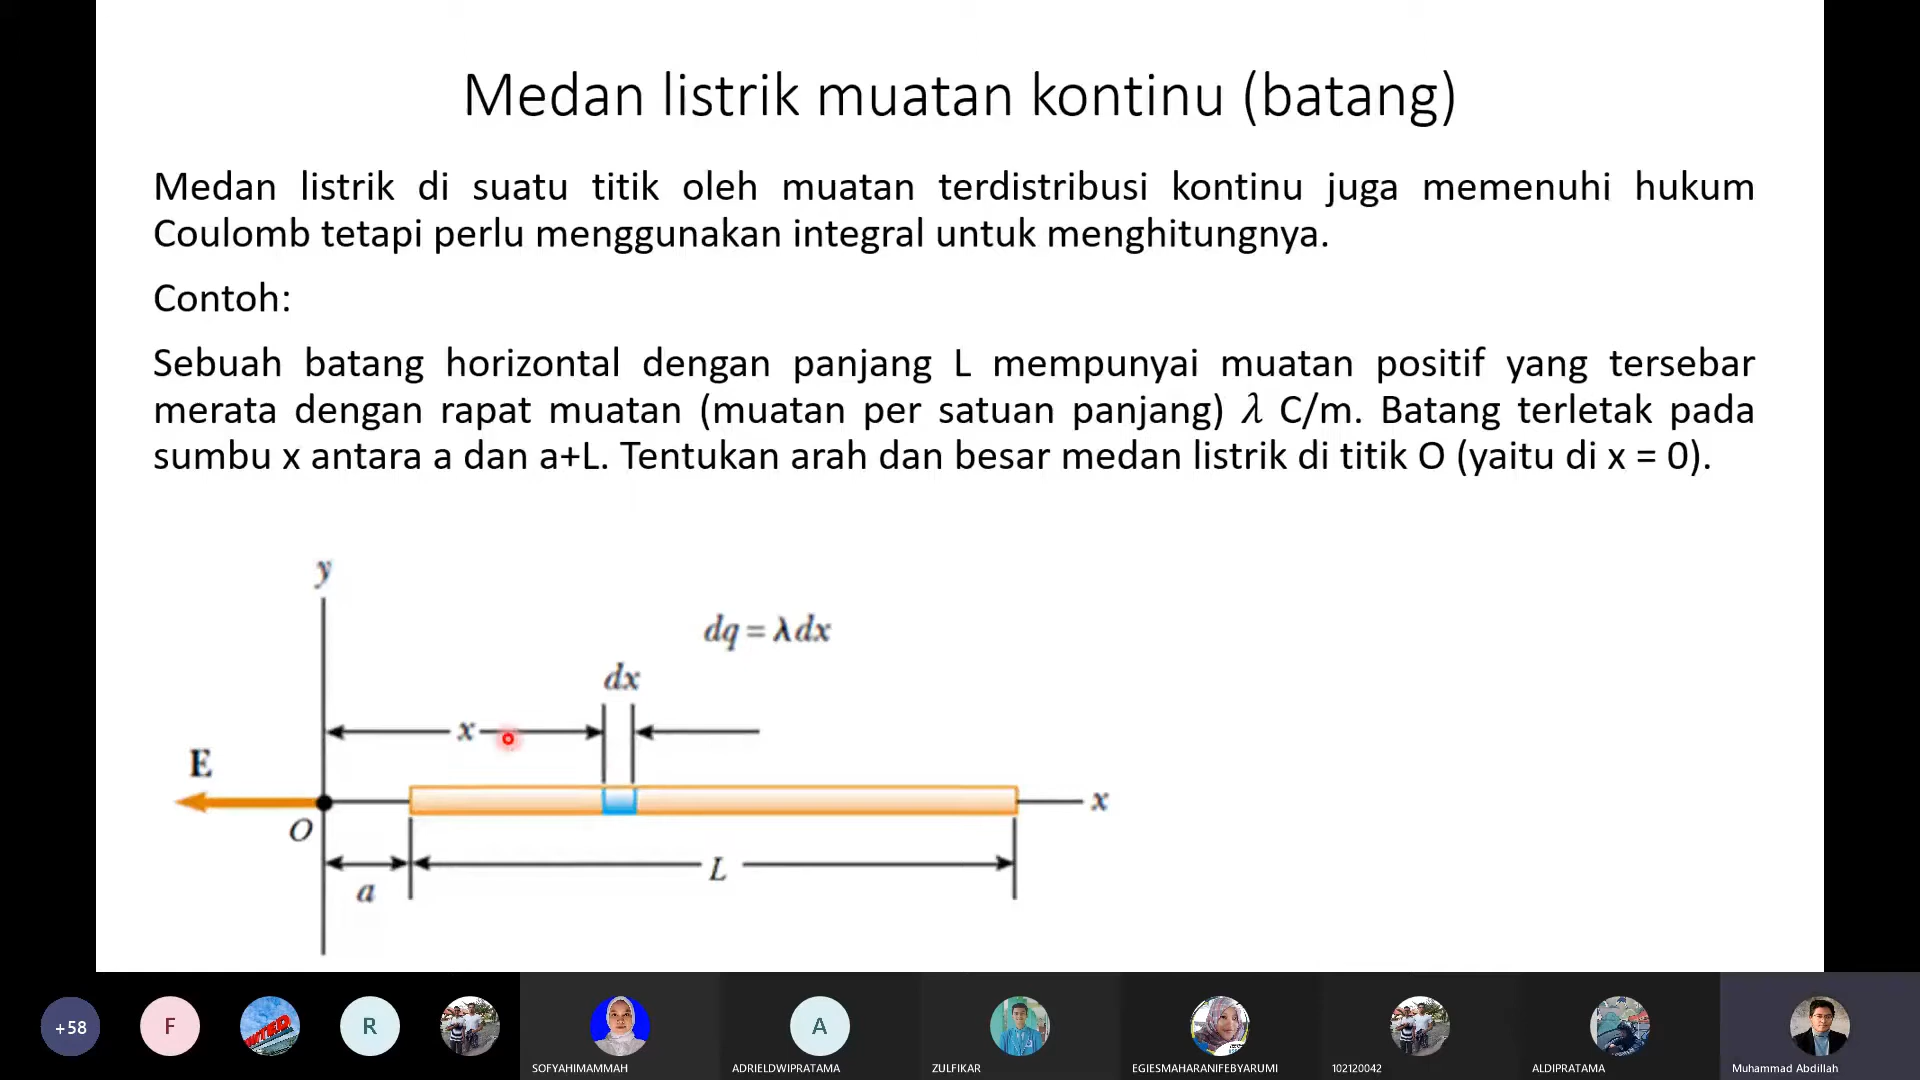 Medan listrik muatan kontinu (batang)
Medan listrik di suatu titik oleh muatan terdistribusi kontinu juga memenuhi hukum
Coulomb tetapi perlu menggunakan integral untuk menghitungnya.
Contoh:
Sebuah batang horizontal dengan panjang L mempunyai muatan positif yang tersebar
merata dengan rapat muatan (muatan per satuan panjang) λ C/m. Batang terletak pada
sumbu x antara a dan a+L. Tentukan arah dan besar medan listrik di titik O (yaitu di x = 0).
y
dq = λdx
dx
x
E
x
O
L
a
+58
F
R
A
SOFYAHIMAMMAH
ADRIELDWIPRATAMA
ZULFIKAR
EGIESMAHARANIFEBYARUMI
102120042
ALDIPRATAMA
Muhammad Abdillah